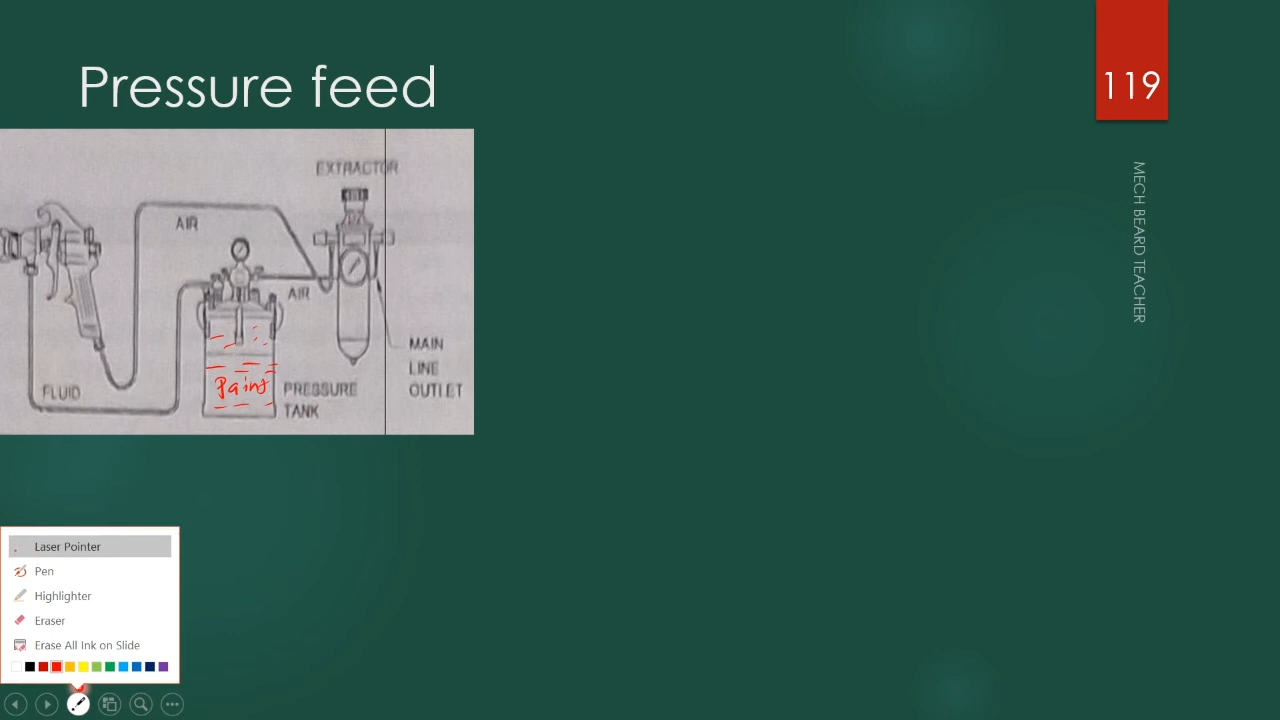 Pressure feed
119
MECH BEARD TEACHER
EXTRACTOR
AIR
AIR
MAIN
LINE
OUTLET
FLUID
Paint
PRESSURE
TANK
Laser Pointer
Pen
Highlighter
Eraser
Erase All Ink on Slide